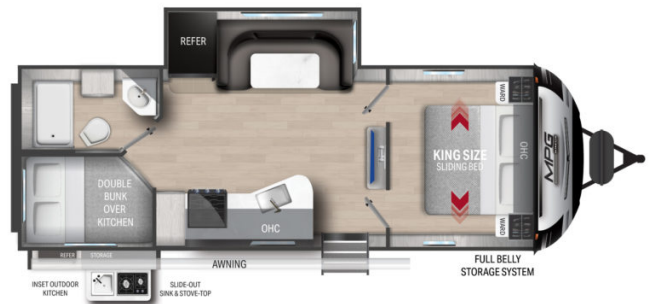 REFER
WARD
KING SIZE
SLIDING BED
OHC
MPG
DOUBLE
BUNK
OVER
KITCHEN
OHC
WARD
REFER
STORAGE
AWNING
FULL BELLY
STORAGE SYSTEM
INSET OUTDOOR
KITCHEN
SLIDE-OUT
SINK & STOVE-TOP